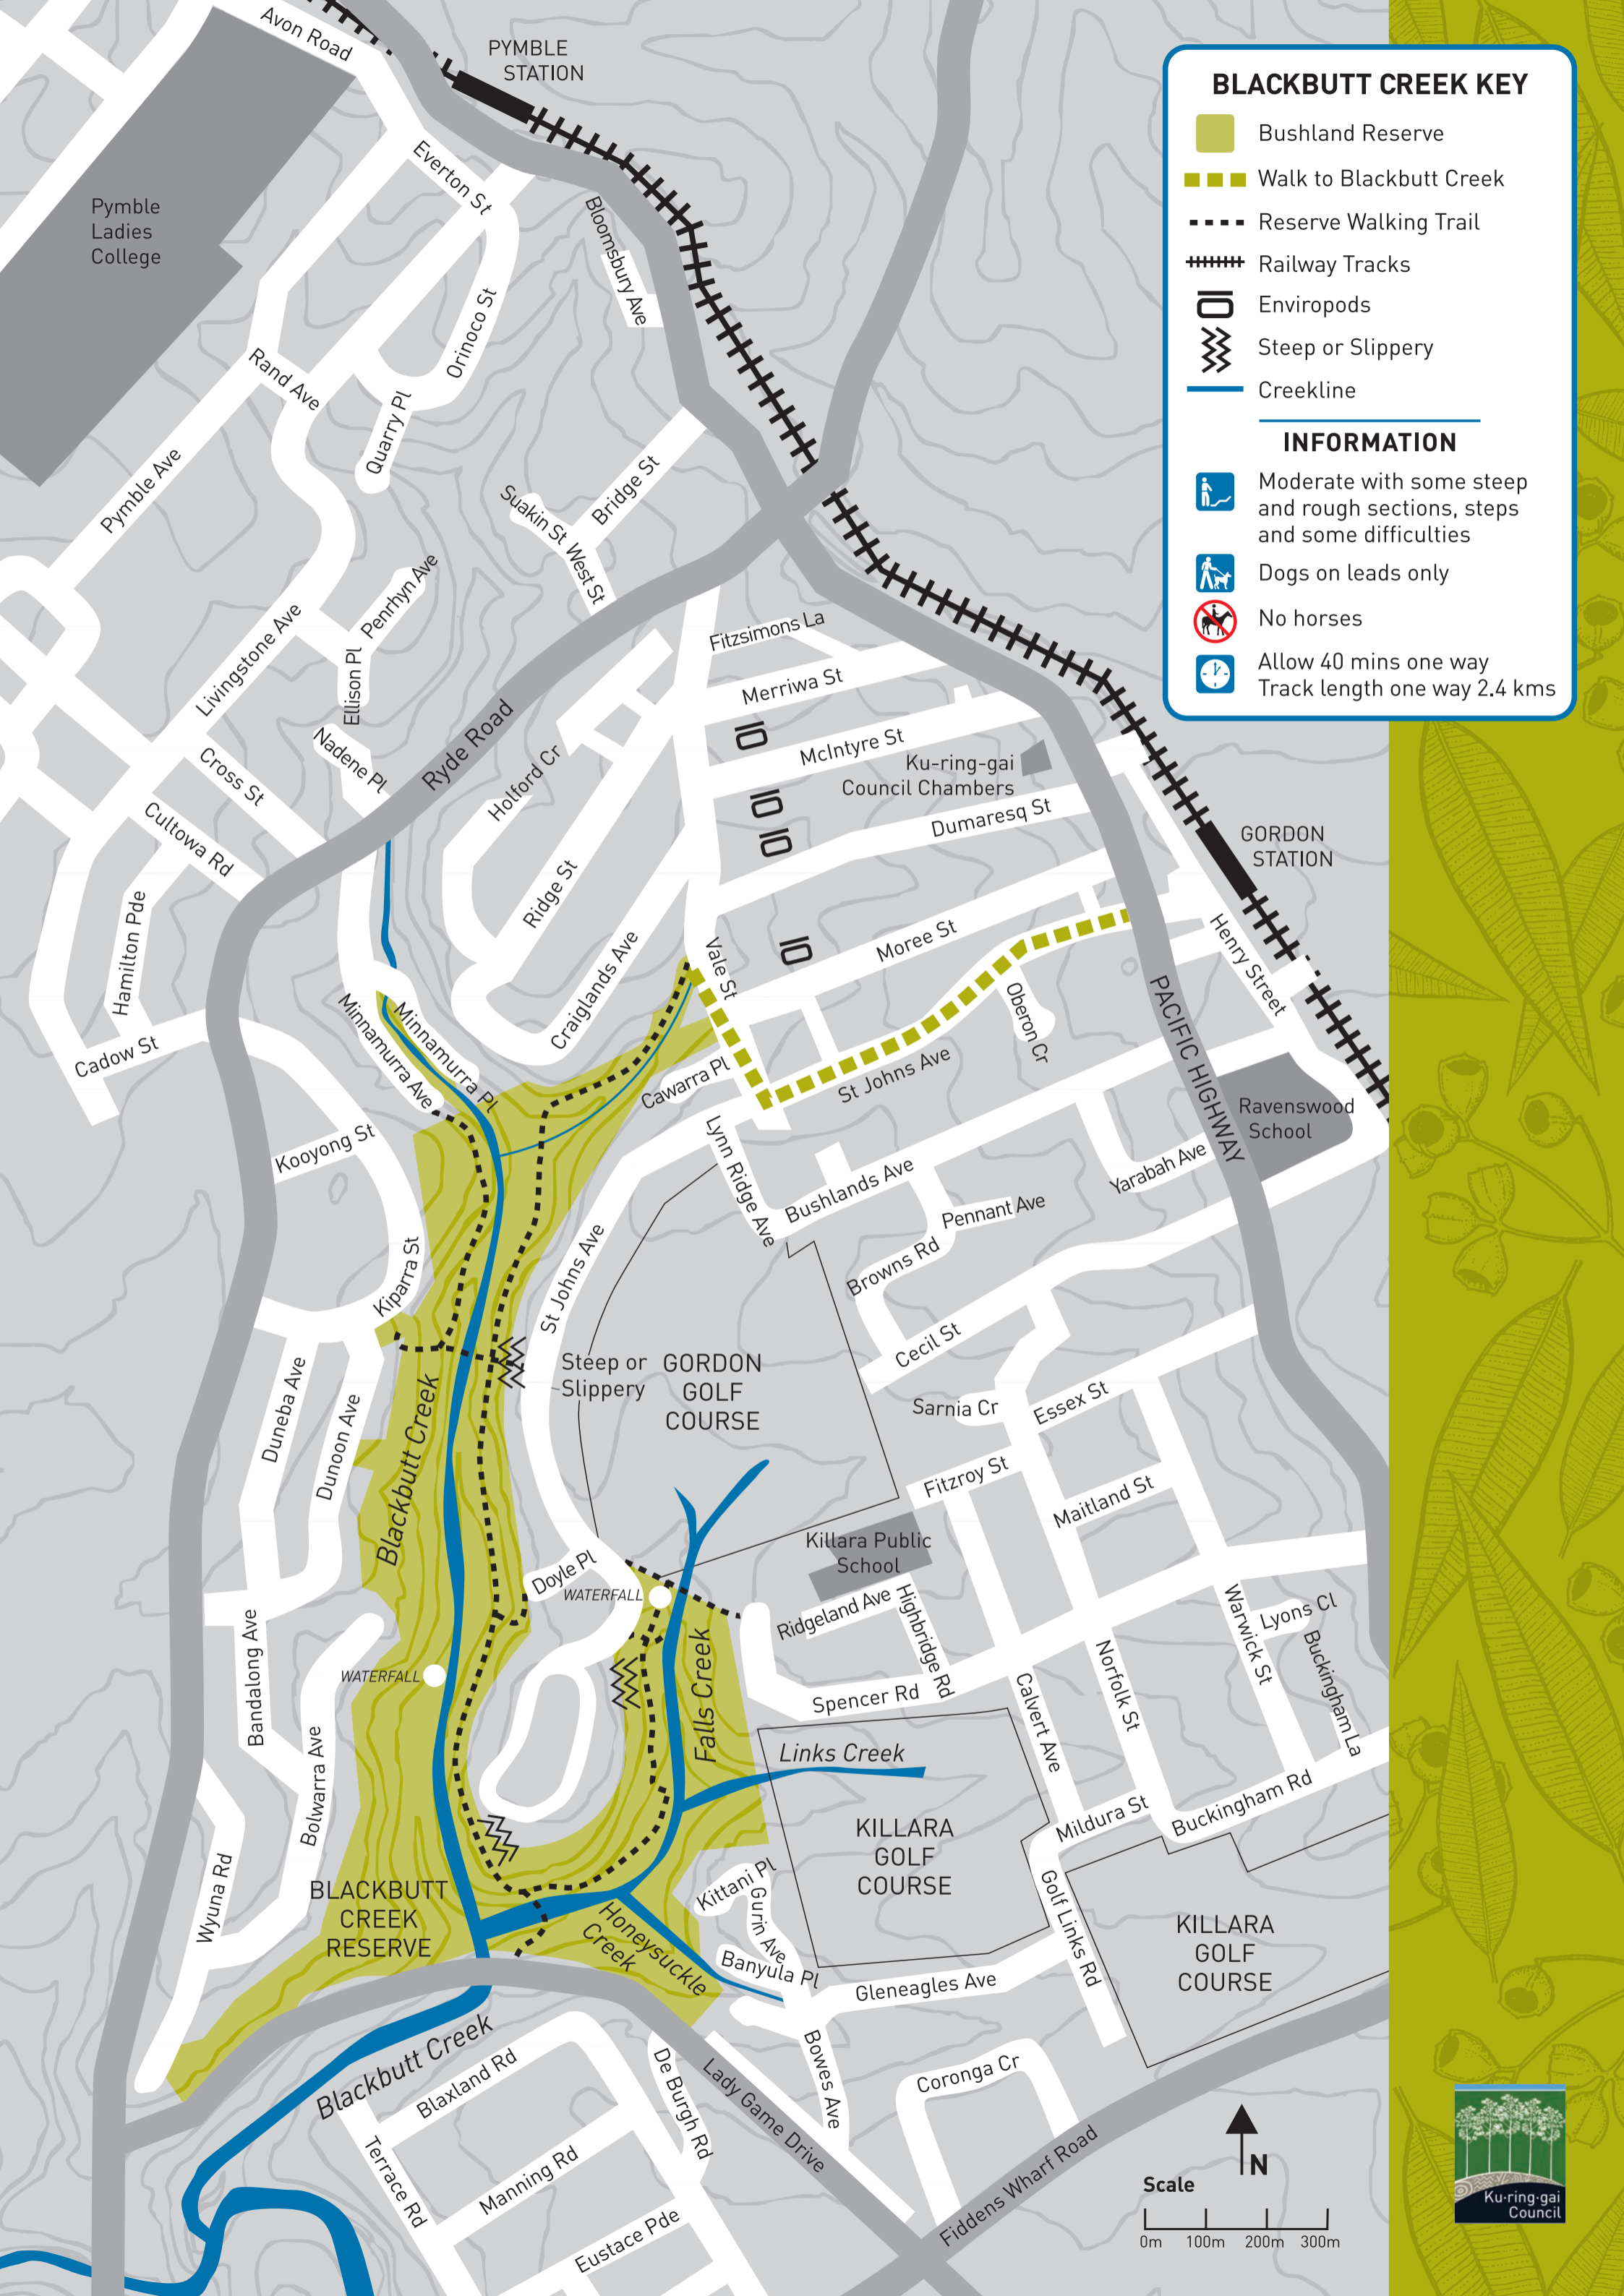 Avon Road
PYMBLE
STATION
BLACKBUTT CREEK KEY
Bushland Reserve
Walk to Blackbutt Creek
Reserve Walking Trail
Railway Tracks
Enviropods
Steep or Slippery
Creekline
INFORMATION
Moderate with some steep
and rough sections, steps
and some difficulties
Dogs on leads only
No horses
Allow 40 mins one way
Track length one way 2.4 kms
Everton St
Pymble
Ladies
College
Bloomsbury Ave
Orinoco St
Rand Ave
Quarry Pl
Pymble Ave
Bridge St
Suakin St
West St
Penrhyn Ave
Livingstone Ave
Ellison Pl
Fitzsimons La
Merriwa St
Nadene Pl
Ryde Road
Cross St
Holford Cr
McIntyre St
Ku-ring-gai
Council Chambers
Dumaresq St
Cultowa Rd
GORDON
STATION
Hamilton Pde
Ridge St
Craiglands Ave
Vale St
Moree St
Henry Street
Oberon Cr
PACIFIC HIGHWAY
Minnamurra Ave
Minnamurra Pl
Cadow St
Cawarra Pl
St Johns Ave
Ravenswood
School
Kooyong St
Lynn Ridge Ave
Bushlands Ave
Yarabah Ave
Pennant Ave
Kiparra St
St Johns Ave
Browns Rd
Cecil St
Steep or
Slippery
GORDON
GOLF
COURSE
Duneba Ave
Dunoon Ave
Blackbutt Creek
Sarnia Cr
Essex St
Fitzroy St
Maitland St
Killara Public
School
Doyle Pl
WATERFALL
Ridgeland Ave
Highbridge Rd
Warwick St
Lyons Cl
Buckingham La
Bandalong Ave
WATERFALL
Falls Creek
Norfolk St
Calvert Ave
Spencer Rd
Links Creek
Bolwarra Ave
Mildura St
Buckingham Rd
KILLARA
GOLF
COURSE
Wyuna Rd
BLACKBUTT
CREEK
RESERVE
Kittani Pl
Gurin Ave
Golf Links Rd
Honeysuckle
Creek
Banyula Pl
Gleneagles Ave
KILLARA
GOLF
COURSE
Blackbutt Creek
Blaxland Rd
De Burgh Rd
Lady Game Drive
Bowes Ave
Coronga Cr
Terrace Rd
Manning Rd
Fiddens Wharf Road
Eustace Pde
N
Scale
0m 100m 200m 300m
Ku-ring-gai
Council